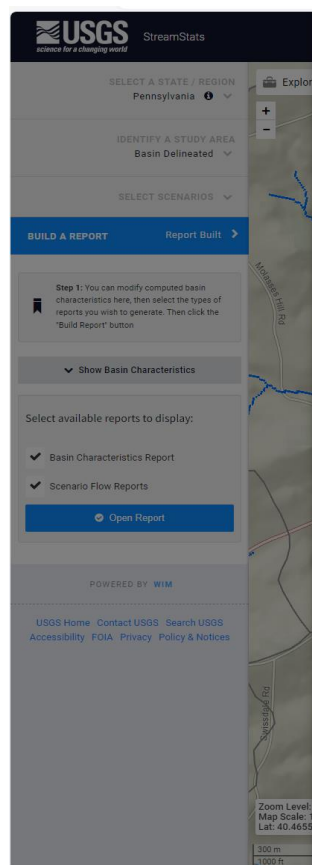 USGS
science for a changing world
StreamStats
SELECT A STATE / REGION
Pennsylvania
IDENTIFY A STUDY AREA
Basin Delineated
SELECT SCENARIOS
BUILD A REPORT
Report Built
Step 1: You can modify computed basin
characteristics here, then select the types of
reports you wish to generate. Then click the
"Build Report" button
Show Basin Characteristics
Select available reports to display:
Basin Characteristics Report
Scenario Flow Reports
Open Report
POWERED BY WIM
USGS Home Contact USGS Search USGS
Accessibility FOIA Privacy Policy & Notices
Explor
+
−
Molasses Hill Rd
Swissdale Rd
Zoom Level:
Map Scale: 1
Lat: 40.4655
300 m
1000 ft